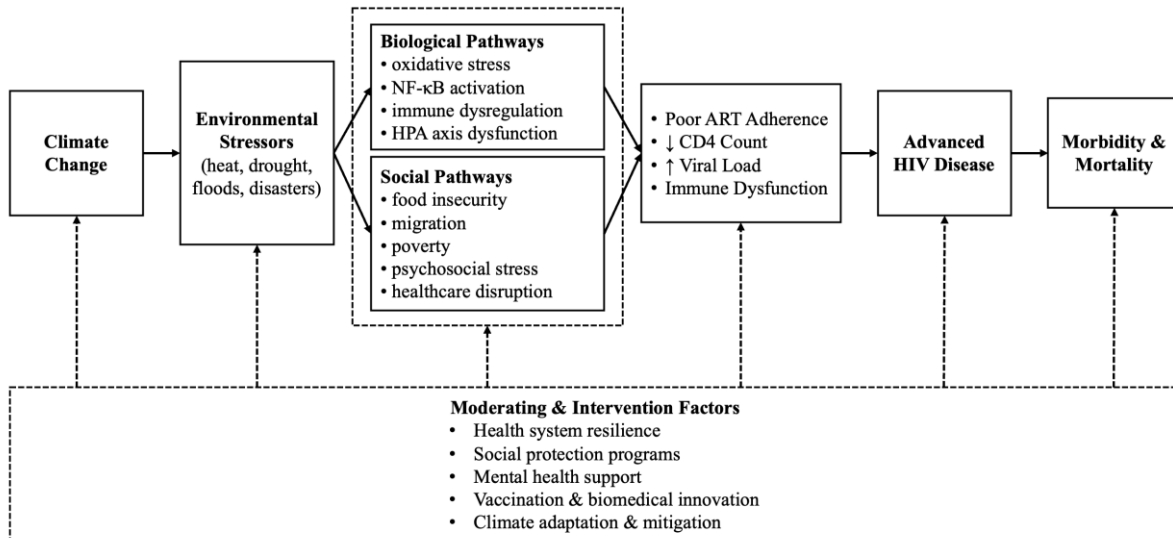 Climate
Change
Environmental
Stressors
(heat, drought,
floods, disasters)
Biological Pathways
• oxidative stress
• NF-κB activation
• immune dysregulation
• HPA axis dysfunction
Social Pathways
• food insecurity
• migration
• poverty
• psychosocial stress
• healthcare disruption
• Poor ART Adherence
• ↓ CD4 Count
• ↑ Viral Load
• Immune Dysfunction
Advanced
HIV Disease
Morbidity &
Mortality
Moderating & Intervention Factors
• Health system resilience
• Social protection programs
• Mental health support
• Vaccination & biomedical innovation
• Climate adaptation & mitigation